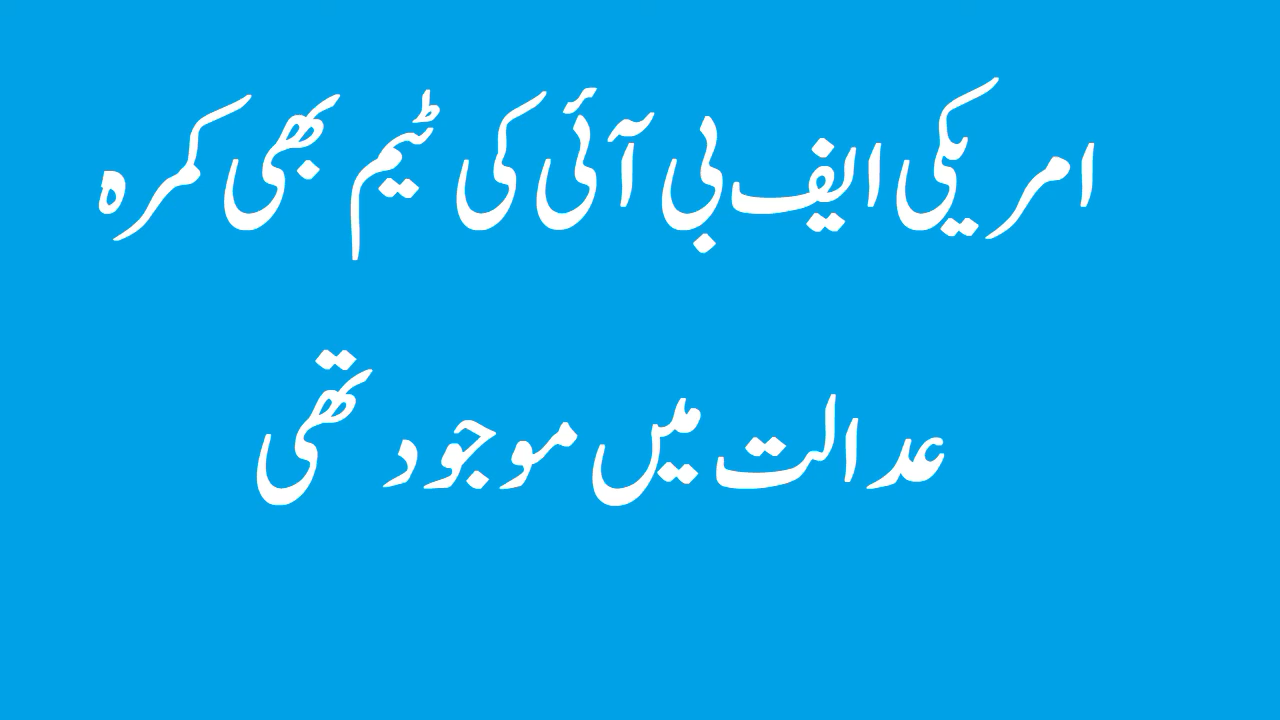 امریکی ایف بی آئی کی ٹیم بھی کمرہ
عدالت میں موجود تھی